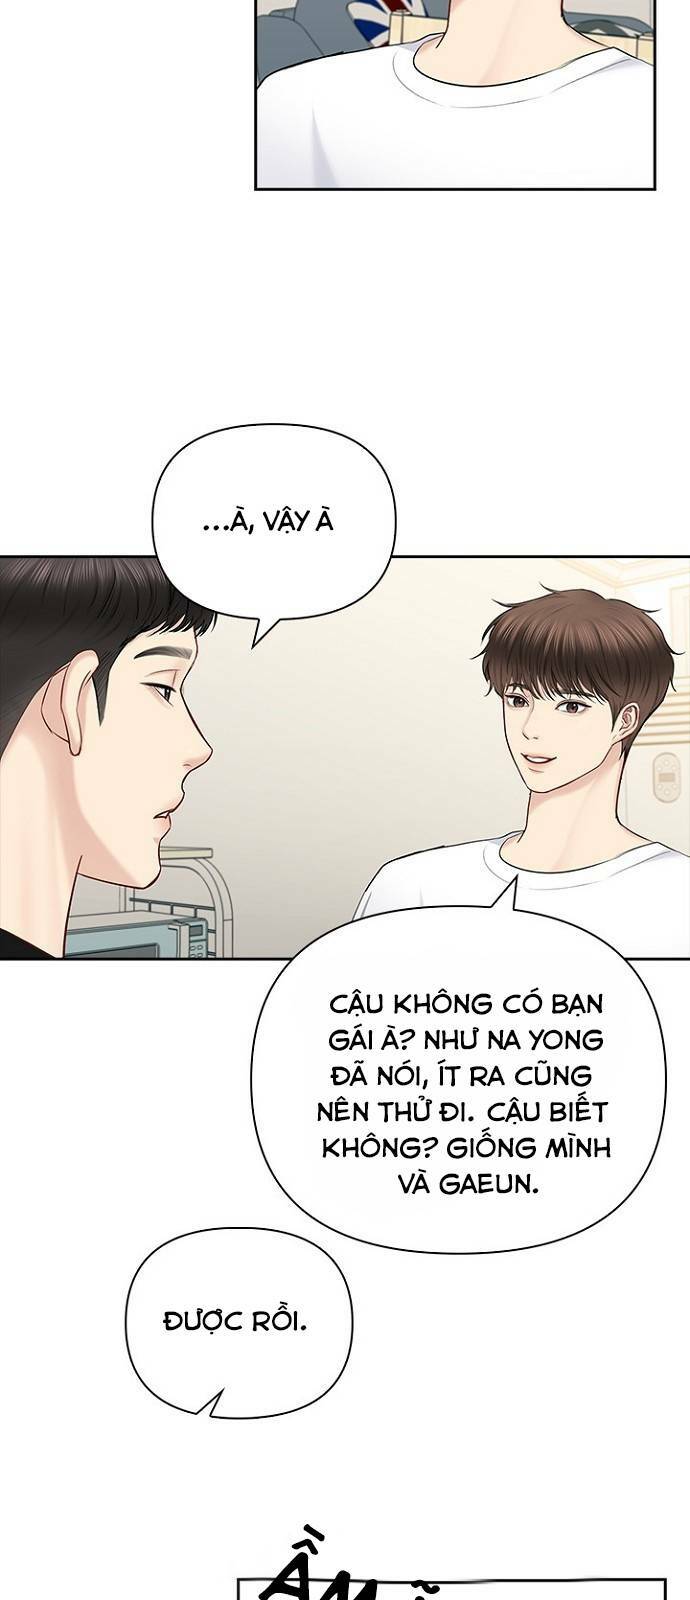 ...À, VẬY À
CẬU KHÔNG CÓ BẠN
GÁI À? NHƯ NA YONG
ĐÃ NÓI, ÍT RA CŨNG
NÊN THỬ ĐI. CẬU BIẾT
KHÔNG? GIỐNG MÌNH
VÀ GAEUN.
ĐƯỢC RỒI.
ẦM